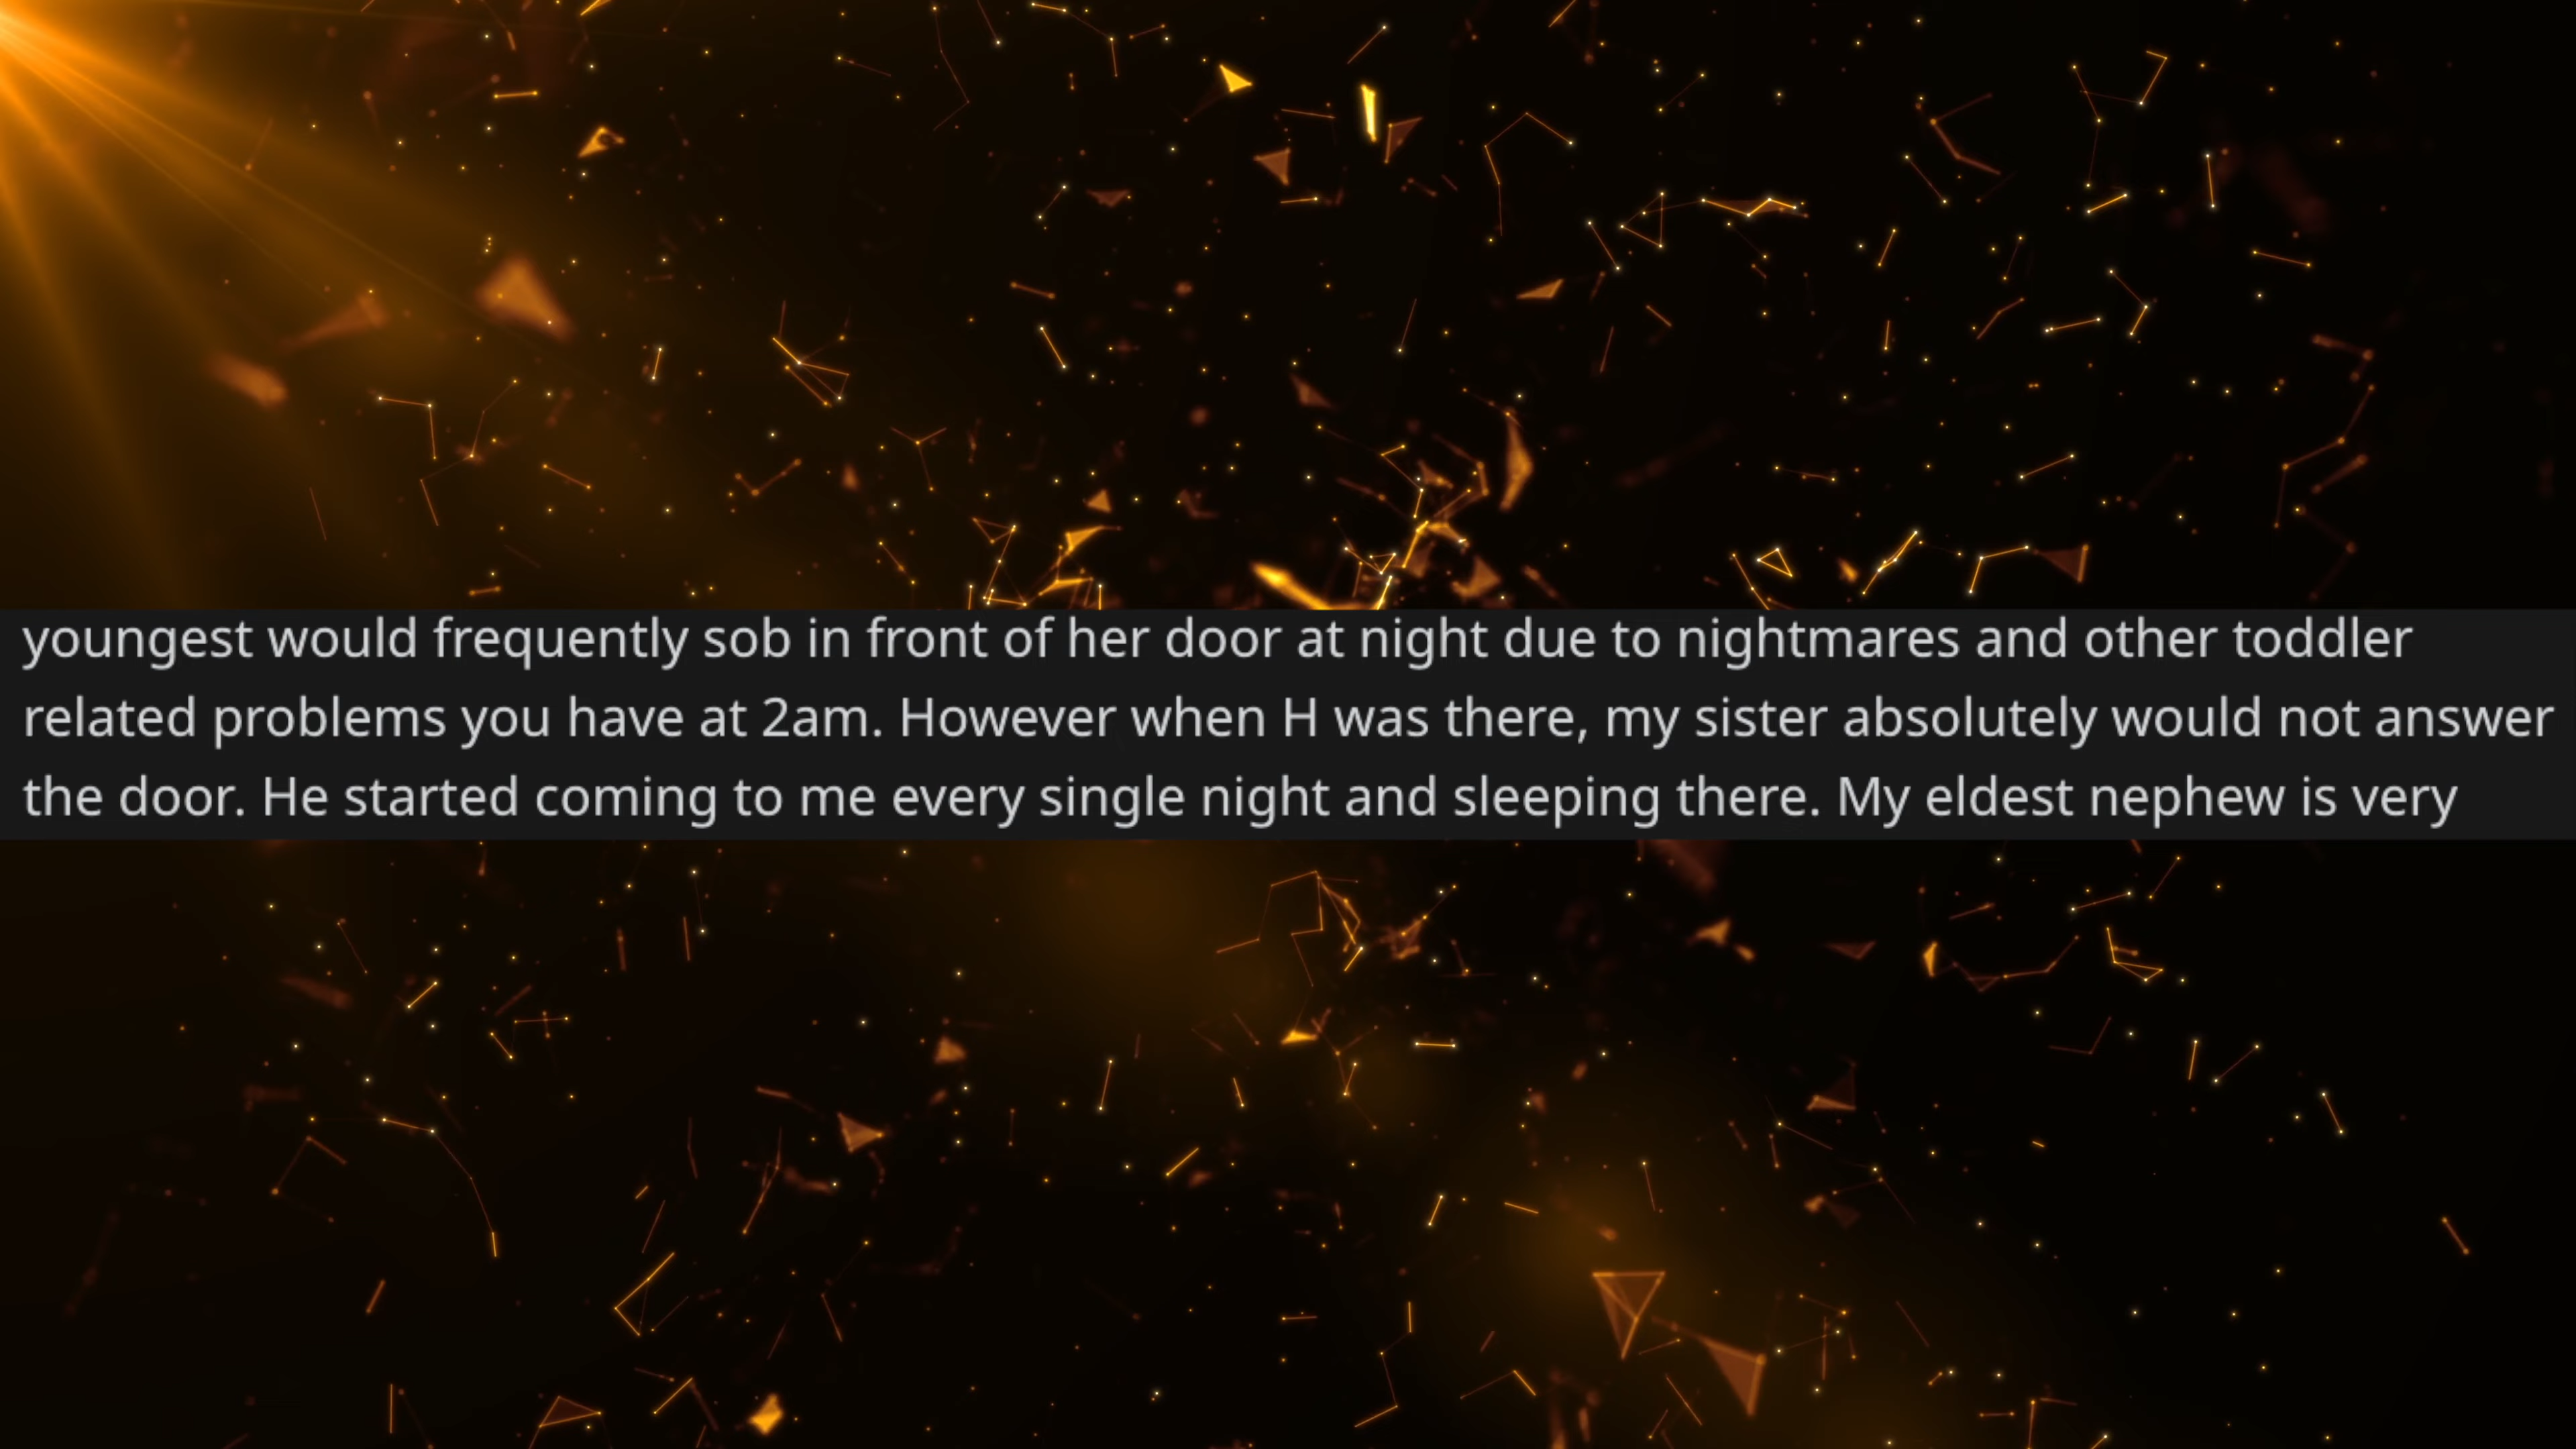 youngest would frequently sob in front of her door at night due to nightmares and other toddler
related problems you have at 2am. However when H was there, my sister absolutely would not answer
the door. He started coming to me every single night and sleeping there. My eldest nephew is very